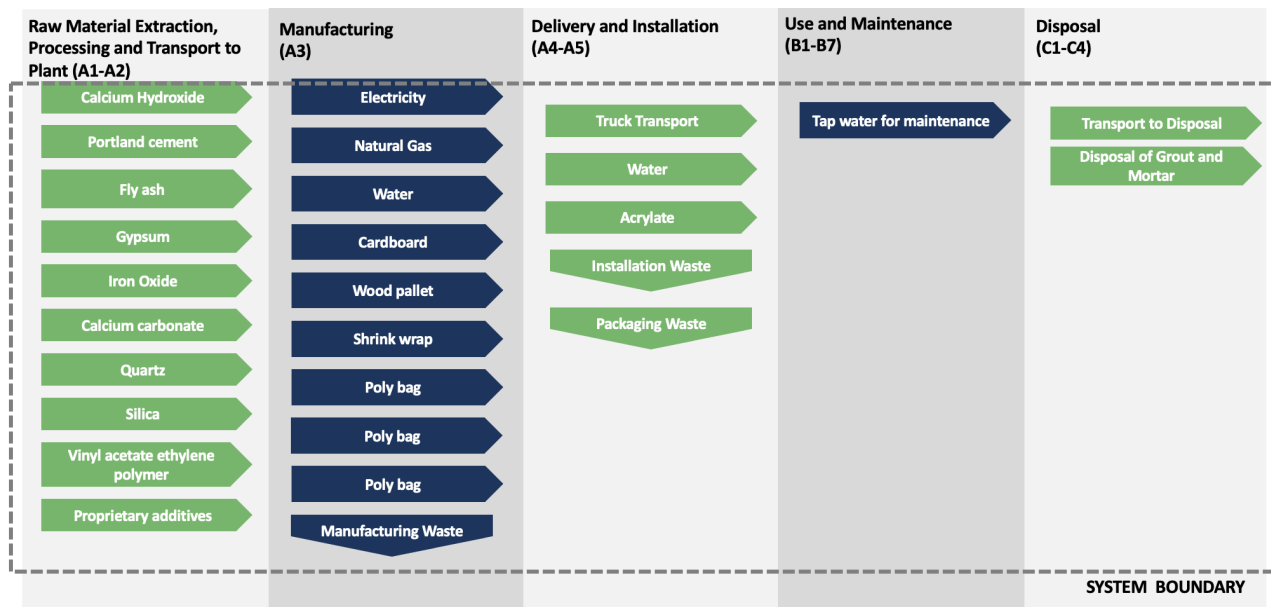 Raw Material Extraction,
Processing and Transport to
Plant (A1-A2)
Calcium Hydroxide
Portland cement
Fly ash
Gypsum
Iron Oxide
Calcium carbonate
Quartz
Silica
Vinyl acetate ethylene
polymer
Proprietary additives
Manufacturing
(A3)
Electricity
Natural Gas
Water
Cardboard
Wood pallet
Shrink wrap
Poly bag
Poly bag
Poly bag
Manufacturing Waste
Delivery and Installation
(A4-A5)
Truck Transport
Water
Acrylate
Installation Waste
Packaging Waste
Use and Maintenance
(B1-B7)
Tap water for maintenance
Disposal
(C1-C4)
Transport to Disposal
Disposal of Grout and
Mortar
SYSTEM BOUNDARY